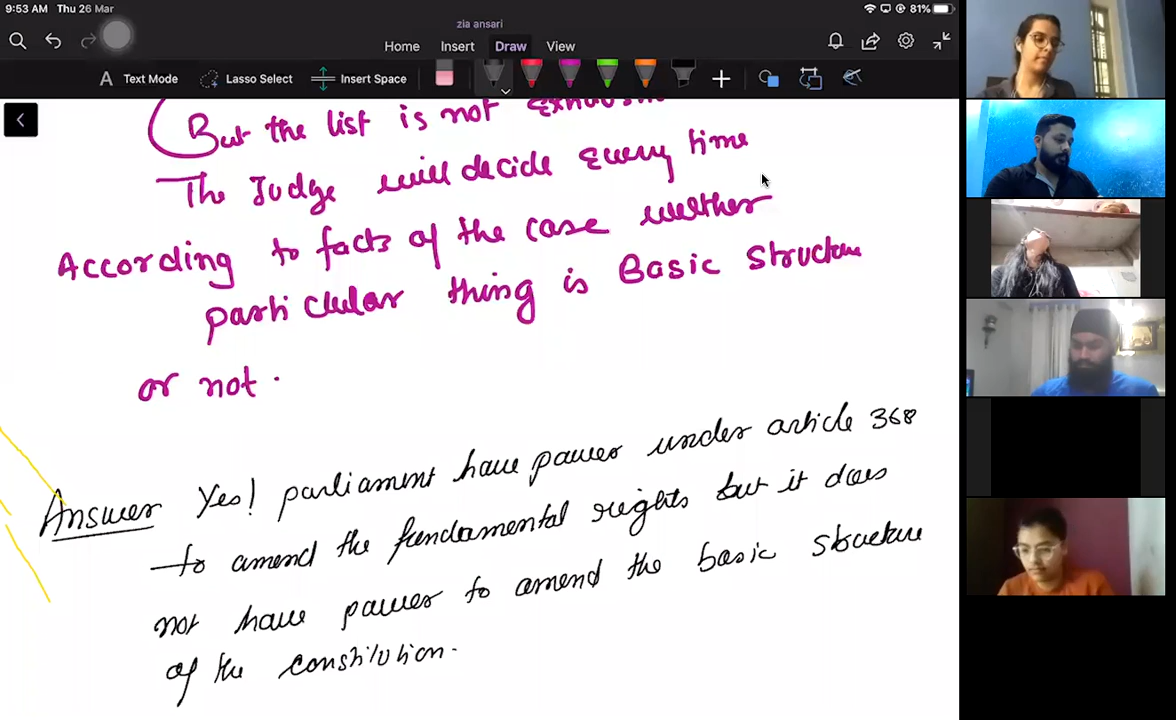 9:53 AM Thu 26 Mar
81%
zia ansari
Home Insert Draw View
Text Mode Lasso Select Insert Space
But the list is not
The Judge will decide Every time
According to facts of the case wether
particular thing is Basic Structure
or not.
Answer Yes! parliament have power under article 368
to amend the fundamental rights but it does
not have power to amend the basic structure
of the constitution.